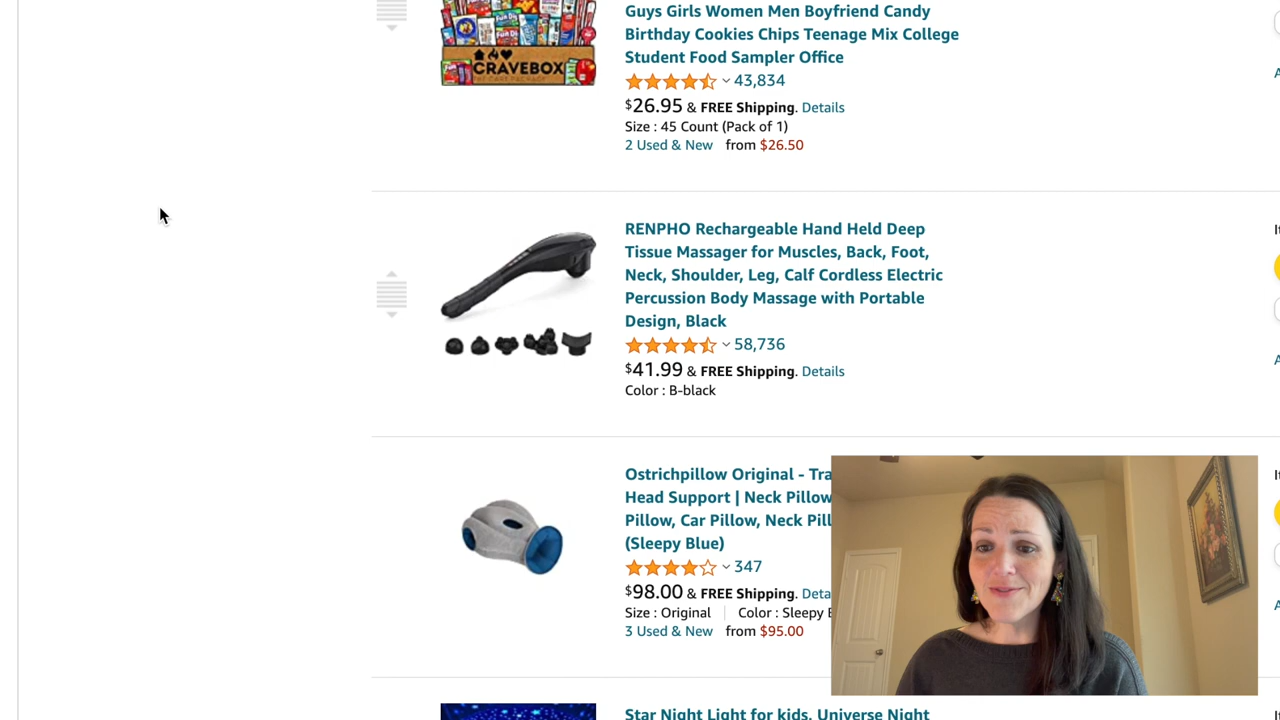 CRAVEBOX
Guys Girls Women Men Boyfriend Candy
Birthday Cookies Chips Teenage Mix College
Student Food Sampler Office
43,834
$26.95 & FREE Shipping. Details
Size : 45 Count (Pack of 1)
2 Used & New from $26.50
RENPHO Rechargeable Hand Held Deep
Tissue Massager for Muscles, Back, Foot,
Neck, Shoulder, Leg, Calf Cordless Electric
Percussion Body Massage with Portable
Design, Black
58,736
$41.99 & FREE Shipping. Details
Color : B-black
Ostrichpillow Original - Tra
Head Support | Neck Pillow
Pillow, Car Pillow, Neck Pill
(Sleepy Blue)
347
$98.00 & FREE Shipping. Deta
Size : Original | Color : Sleepy
3 Used & New from $95.00
Star Night Light for kids, Universe Night